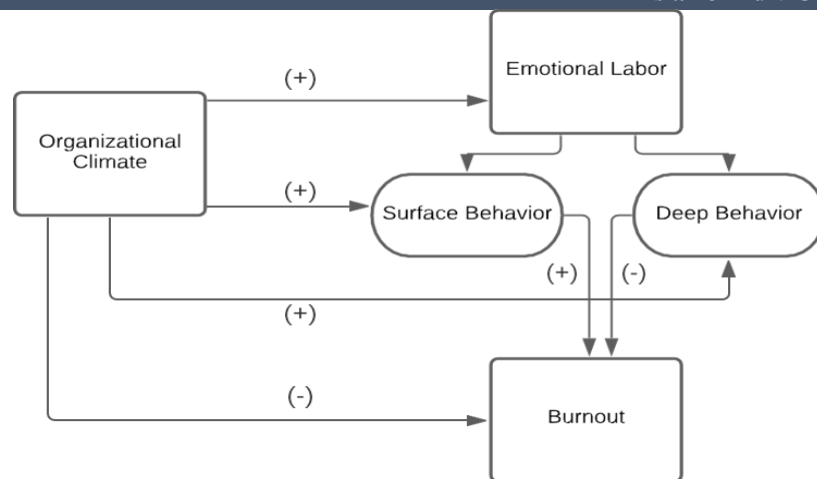 Emotional Labor
(+)
Organizational
Climate
(+)
Surface Behavior
Deep Behavior
(+)
(-)
(+)
(-)
Burnout